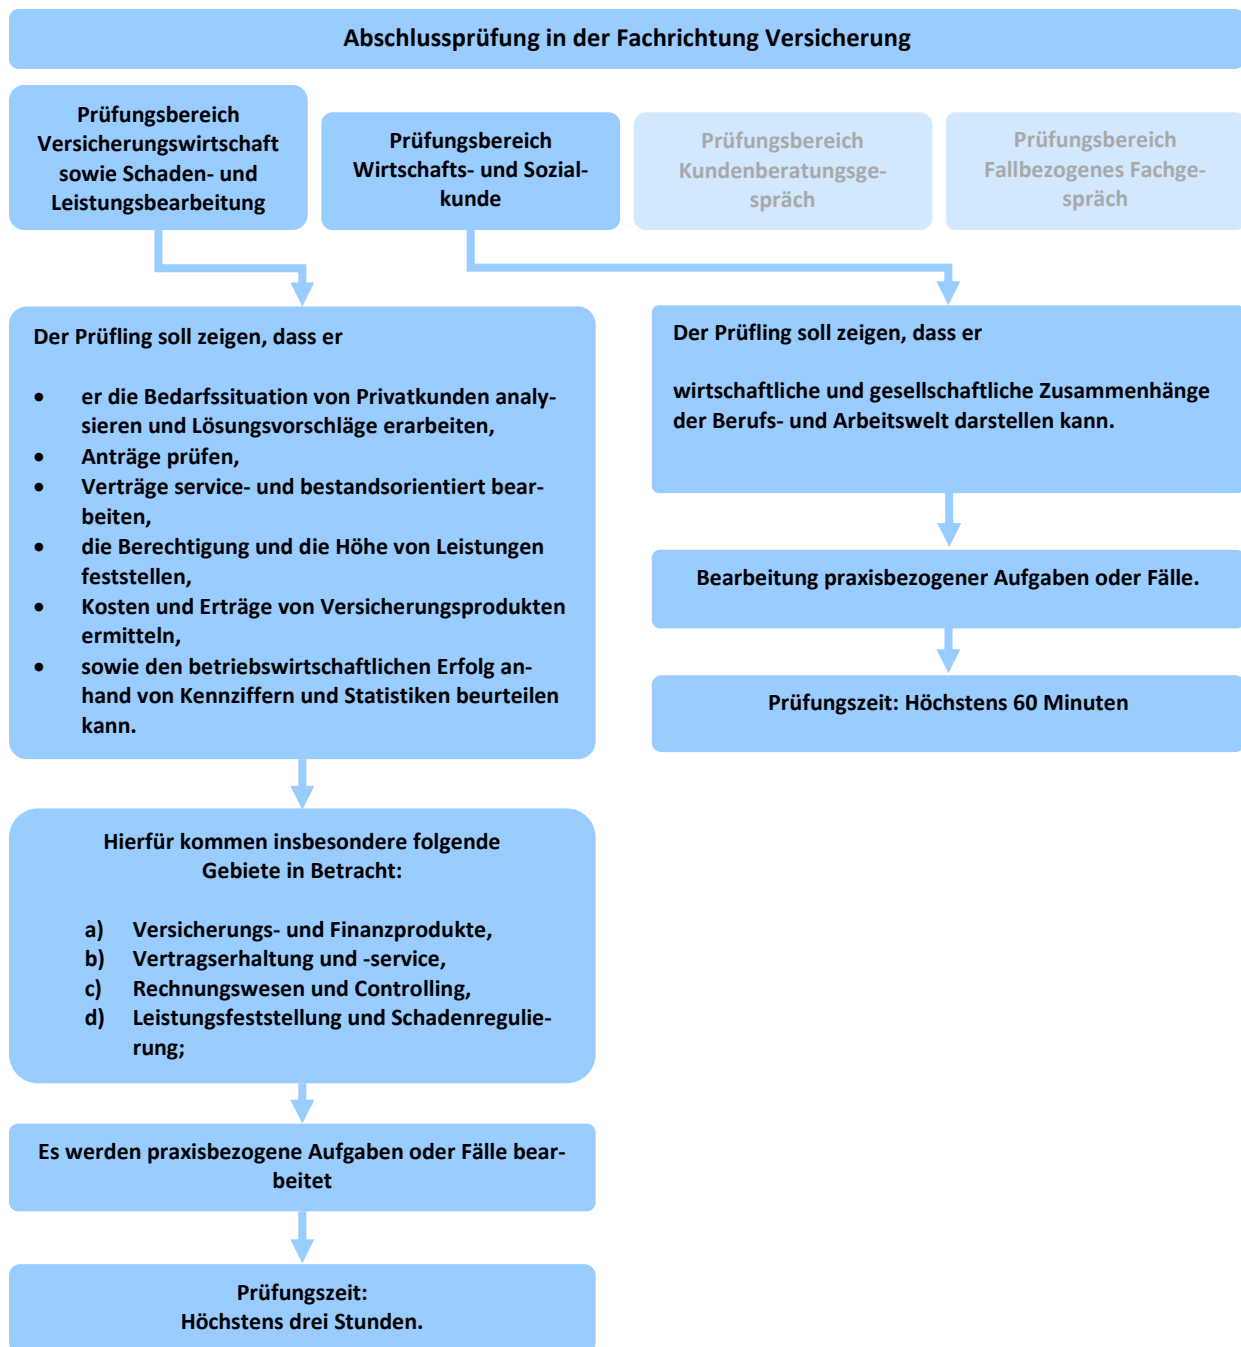 Abschlussprüfung in der Fachrichtung Versicherung
Prüfungsbereich
Versicherungswirtschaft
sowie Schaden- und
Leistungsbearbeitung
Prüfungsbereich
Wirtschafts- und Sozial-
kunde
Prüfungsbereich
Kundenberatungsge-
spräch
Prüfungsbereich
Fallbezogenes Fachge-
spräch
Der Prüfling soll zeigen, dass er
• er die Bedarfssituation von Privatkunden analy-
sieren und Lösungsvorschläge erarbeiten,
• Anträge prüfen,
• Verträge service- und bestandsorientiert bear-
beiten,
• die Berechtigung und die Höhe von Leistungen
feststellen,
• Kosten und Erträge von Versicherungsprodukten
ermitteln,
• sowie den betriebswirtschaftlichen Erfolg an-
hand von Kennziffern und Statistiken beurteilen
kann.
Hierfür kommen insbesondere folgende
Gebiete in Betracht:
a) Versicherungs- und Finanzprodukte,
b) Vertragserhaltung und -service,
c) Rechnungswesen und Controlling,
d) Leistungsfeststellung und Schadenregulie-
rung;
Es werden praxisbezogene Aufgaben oder Fälle bear-
beitet
Prüfungszeit:
Höchstens drei Stunden.
Der Prüfling soll zeigen, dass er
wirtschaftliche und gesellschaftliche Zusammenhänge
der Berufs- und Arbeitswelt darstellen kann.
Bearbeitung praxisbezogener Aufgaben oder Fälle.
Prüfungszeit: Höchstens 60 Minuten